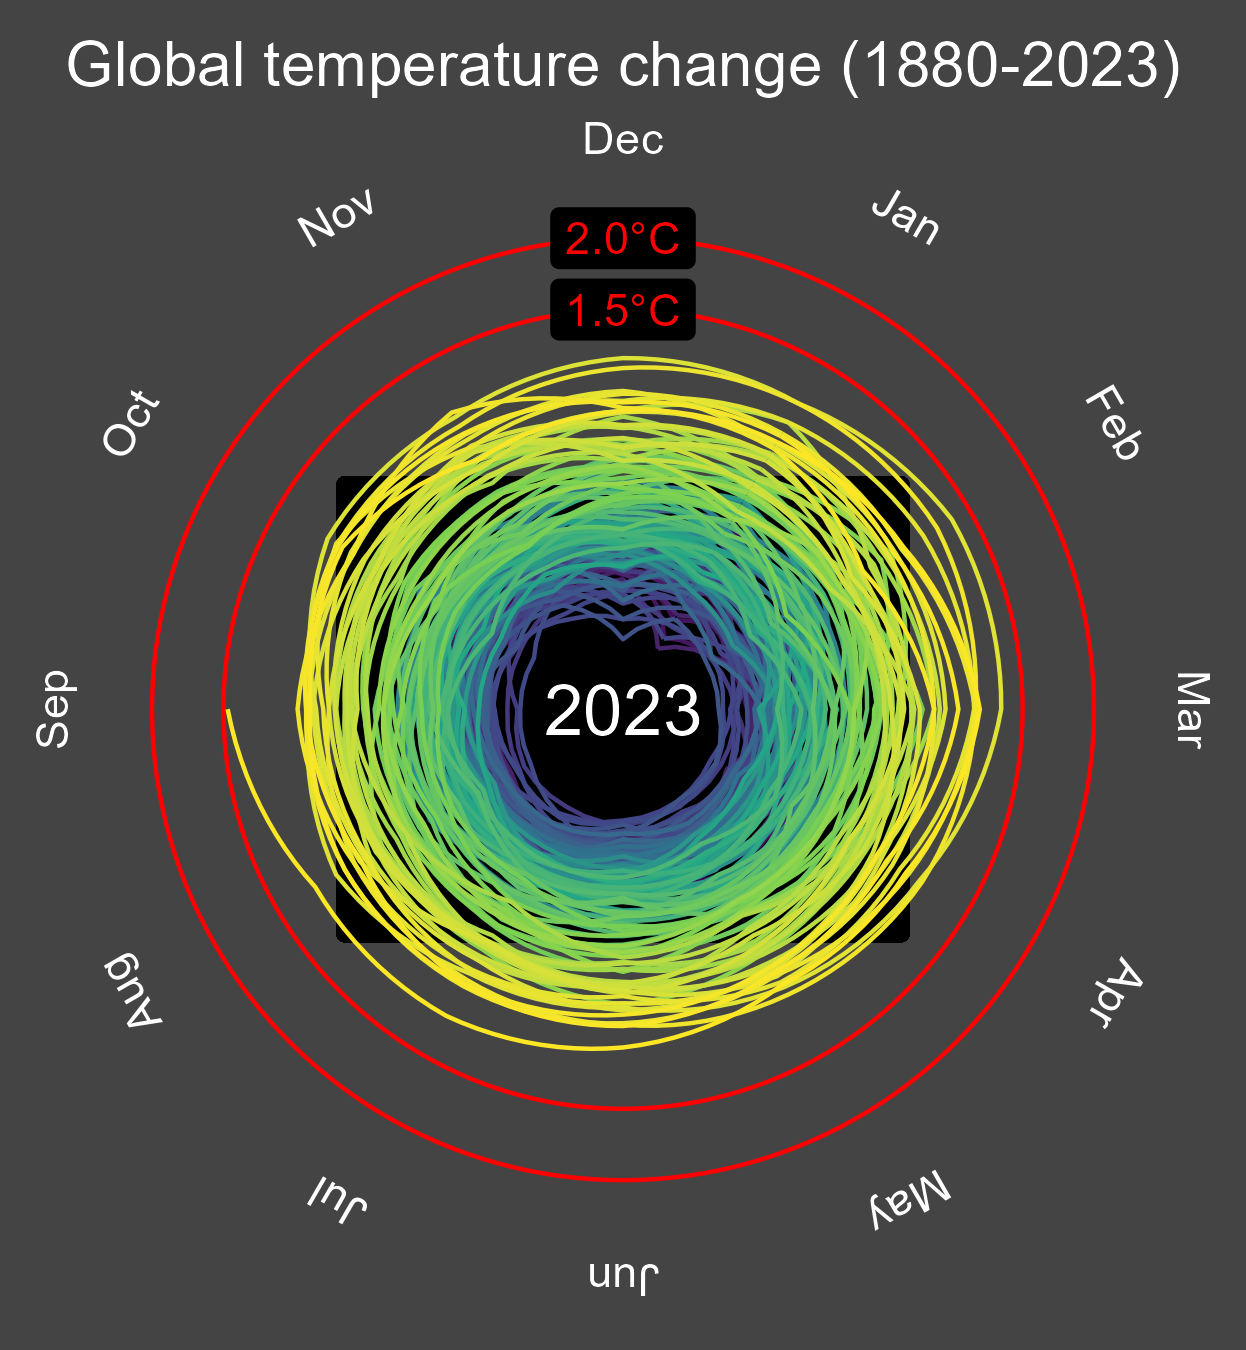 Global temperature change (1880-2023)
Dec
Nov
Jan
2.0°C
1.5°C
Oct
Feb
Sep
2023
Mar
Aug
Apr
Jul
May
Jun